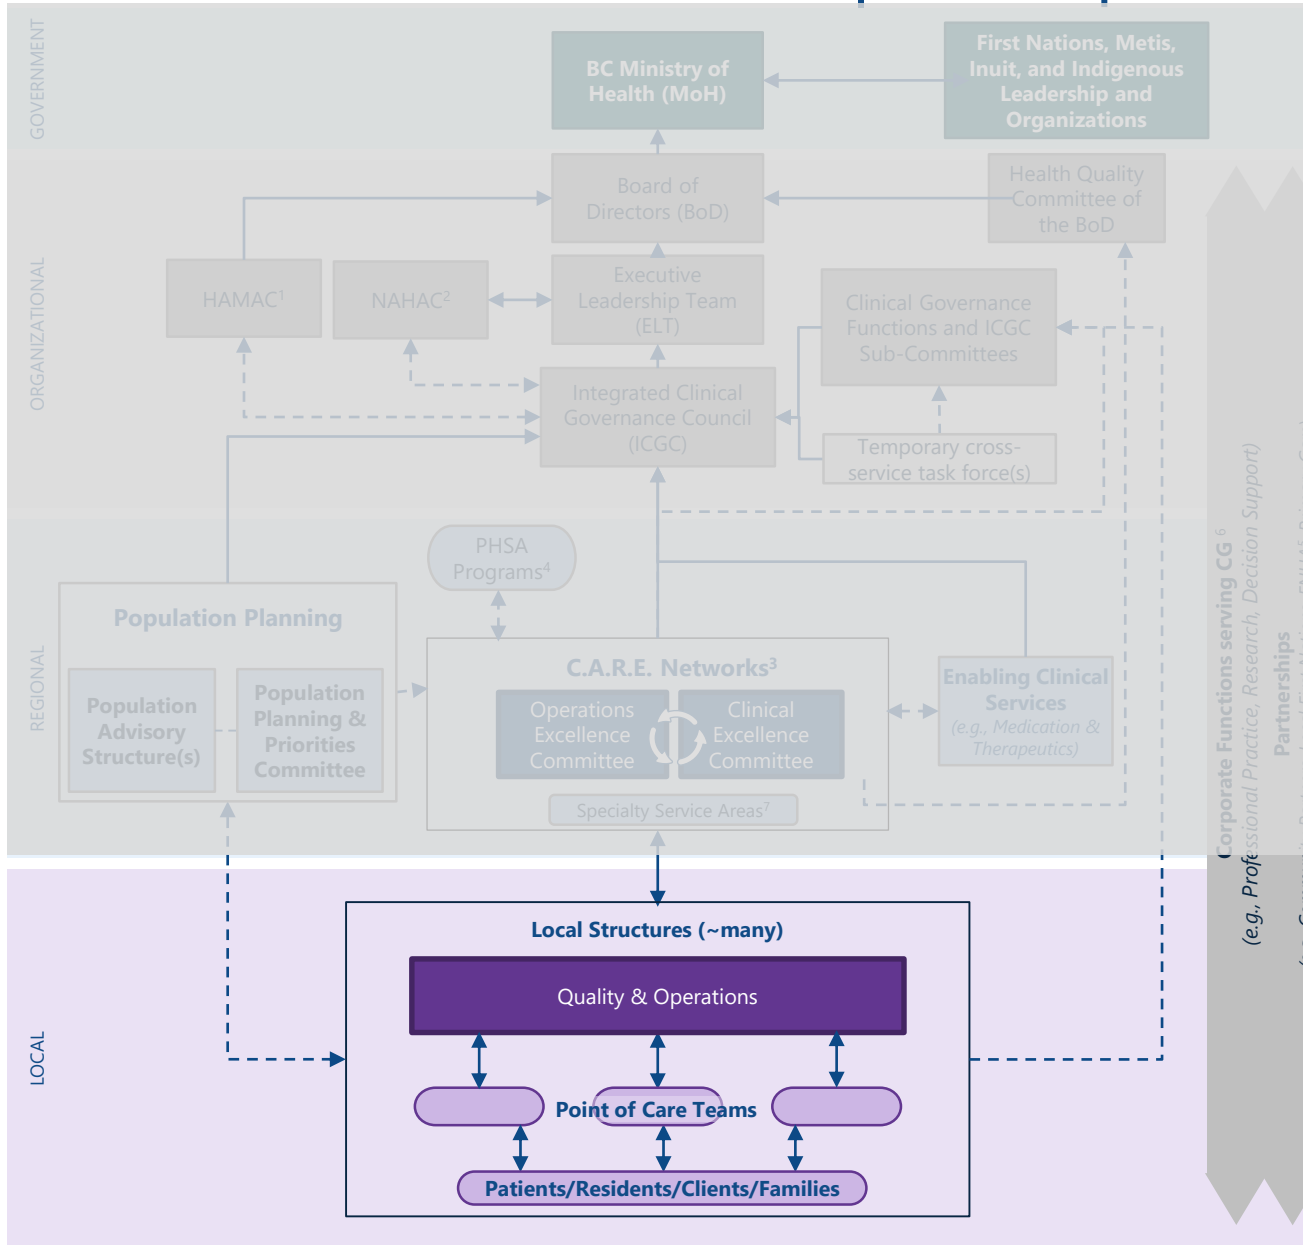 GOVERNMENT
BC Ministry of
Health (MoH)
First Nations, Metis,
Inuit, and Indigenous
Leadership and
Organizations
ORGANIZATIONAL
Board of
Directors (BoD)
Health Quality
Committee of
the BoD
HAMAC1
NAHAC2
Executive
Leadership Team
(ELT)
Clinical Governance
Functions and ICGC
Sub-Committees
Integrated Clinical
Governance Council
(ICGC)
Temporary cross-
service task force(s)
REGIONAL
PHSA
Programs4
Population Planning
Population
Advisory
Structure(s)
Population
Planning &
Priorities
Committee
C.A.R.E. Networks3
Operations
Excellence
Committee
Clinical
Excellence
Committee
Specialty Service Areas7
Enabling Clinical
Services
(e.g., Medication &
Therapeutics)
Corporate Functions serving CG 6
(e.g., Professional Practice, Research, Decision Support)
Partnerships
LOCAL
Local Structures (~many)
Quality & Operations
Point of Care Teams
Patients/Residents/Clients/Families